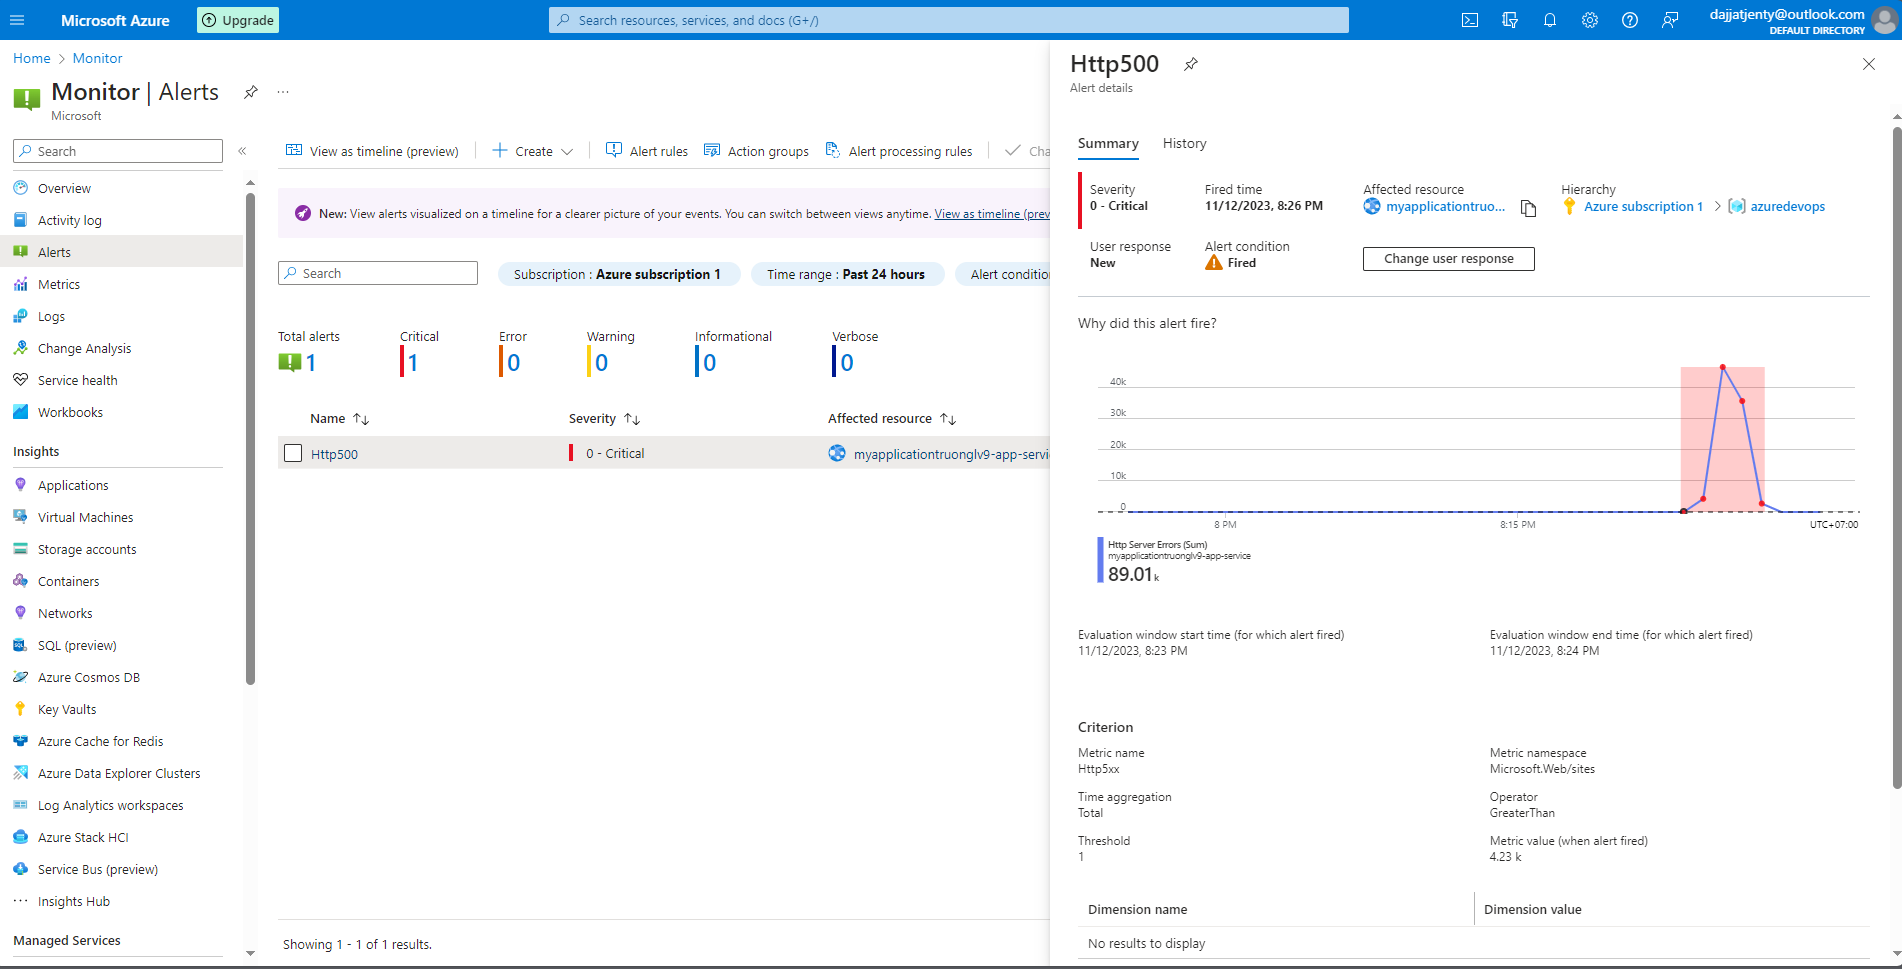 Microsoft Azure
Upgrade
Search resources, services, and docs (G+/)
dajjatjenty@outlook.com
DEFAULT DIRECTORY
Home > Monitor
Monitor | Alerts
Microsoft
Search
Overview
Activity log
Alerts
Metrics
Logs
Change Analysis
Service health
Workbooks
Insights
Applications
Virtual Machines
Storage accounts
Containers
Networks
SQL (preview)
Azure Cosmos DB
Key Vaults
Azure Cache for Redis
Azure Data Explorer Clusters
Log Analytics workspaces
Azure Stack HCI
Service Bus (preview)
Insights Hub
Managed Services
View as timeline (preview)
Create
Alert rules
Action groups
Alert processing rules
Cha
New: View alerts visualized on a timeline for a clearer picture of your events. You can switch between views anytime. View as timeline (prev
Search
Subscription : Azure subscription 1
Time range : Past 24 hours
Alert conditio
Total alerts
1
Critical
1
Error
0
Warning
0
Informational
0
Verbose
0
Name Severity Affected resource
Http500 0 - Critical myapplicationtruonglv9-app-servi
Showing 1 - 1 of 1 results.
Http500
Alert details
Summary History
Severity
0 - Critical
Fired time
11/12/2023, 8:26 PM
Affected resource
myapplicationtruo...
Hierarchy
Azure subscription 1 > azuredevops
User response
New
Alert condition
Fired
Change user response
Why did this alert fire?
40k
30k
20k
10k
0
8 PM 8:15 PM UTC+07:00
Http Server Errors (Sum)
myapplicationtruonglv9-app-service
89.01 k
Evaluation window start time (for which alert fired)
11/12/2023, 8:23 PM
Evaluation window end time (for which alert fired)
11/12/2023, 8:24 PM
Criterion
Metric name
Http5xx
Metric namespace
Microsoft.Web/sites
Time aggregation
Total
Operator
GreaterThan
Threshold
1
Metric value (when alert fired)
4.23 k
Dimension name Dimension value
No results to display